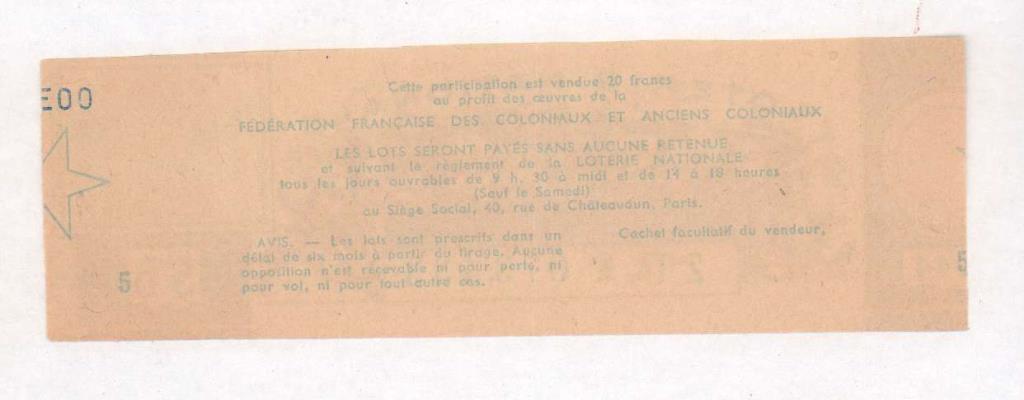 E00
Cette participation est vendue 20 francs
au profit des œuvres de la
FÉDÉRATION FRANÇAISE DES COLONIAUX ET ANCIENS COLONIAUX
LES LOTS SERONT PAYÉS SANS AUCUNE RETENUE
et suivant le règlement de la LOTERIE NATIONALE
tous les jours ouvrables de 9 h. 30 à midi et de 14 à 18 heures
(Sauf le Samedi)
au Siège Social, 40, rue de Châteaudun, Paris.
AVIS. — Les lots sont prescrits dans un
délai de six mois à partir du tirage. Aucune
opposition n'est recevable ni pour perte, ni
pour vol, ni pour tout autre cas.
Cachet facultatif du vendeur,
5
5